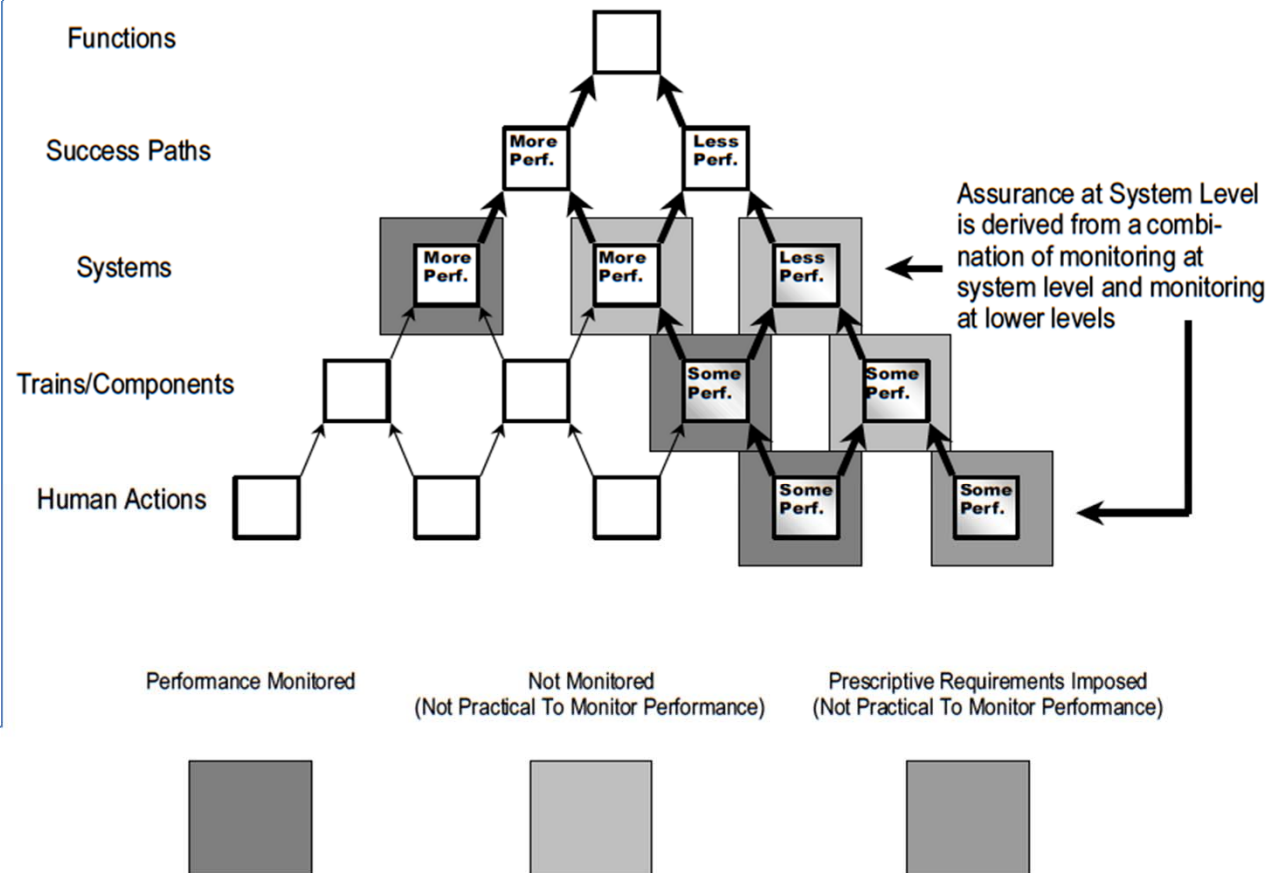 Functions
Success Paths
More
Perf.
Less
Perf.
Systems
More
Perf.
More
Perf.
Less
Perf.
Assurance at System Level
is derived from a combi-
nation of monitoring at
system level and monitoring
at lower levels
Trains/Components
Some
Perf.
Some
Perf.
Human Actions
Some
Perf.
Some
Perf.
Performance Monitored
Not Monitored
(Not Practical To Monitor Performance)
Prescriptive Requirements Imposed
(Not Practical To Monitor Performance)